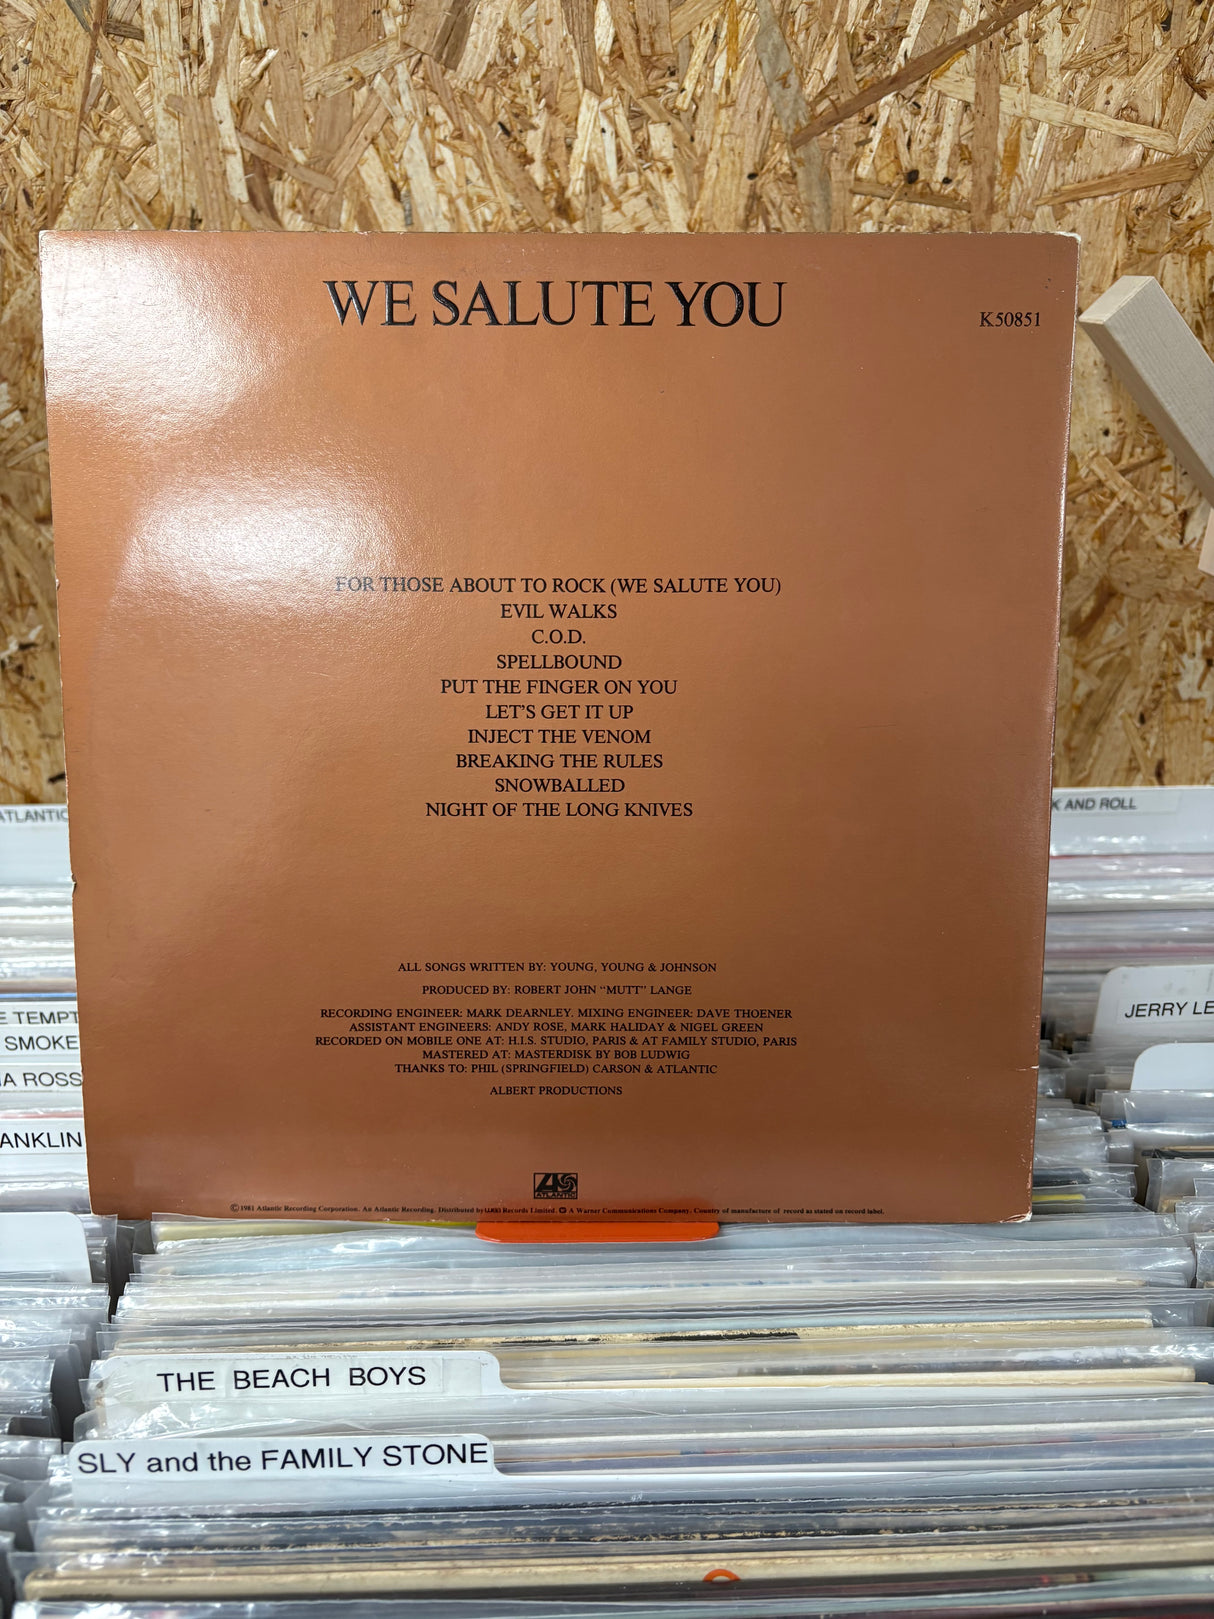 WE SALUTE YOU
K50851
FOR THOSE ABOUT TO ROCK (WE SALUTE YOU)
EVIL WALKS
C.O.D.
SPELLBOUND
PUT THE FINGER ON YOU
LET'S GET IT UP
INJECT THE VENOM
BREAKING THE RULES
SNOWBALLED
NIGHT OF THE LONG KNIVES
ALL SONGS WRITTEN BY: YOUNG, YOUNG & JOHNSON
PRODUCED BY: ROBERT JOHN “MUTT” LANGE
RECORDING ENGINEER: MARK DEARNLEY. MIXING ENGINEER: DAVE THOENER
ASSISTANT ENGINEERS: ANDY ROSE, MARK HALIDAY & NIGEL GREEN
RECORDED ON MOBILE ONE AT: H.I.S. STUDIO, PARIS & AT FAMILY STUDIO, PARIS
MASTERED AT: MASTERDISK BY BOB LUDWIG
THANKS TO: PHIL (SPRINGFIELD) CARSON & ATLANTIC
ALBERT PRODUCTIONS
ATLANTIC
© 1981 Atlantic Recording Corporation. An Atlantic Recording. Distributed by Records Limited. A Warner Communications Company. Country of manufacture of record as stated on record label.
ATLANTIC
K AND ROLL
E TEMPT
SMOKE
A ROSS
ANKLIN
JERRY LE
THE BEACH BOYS
SLY and the FAMILY STONE